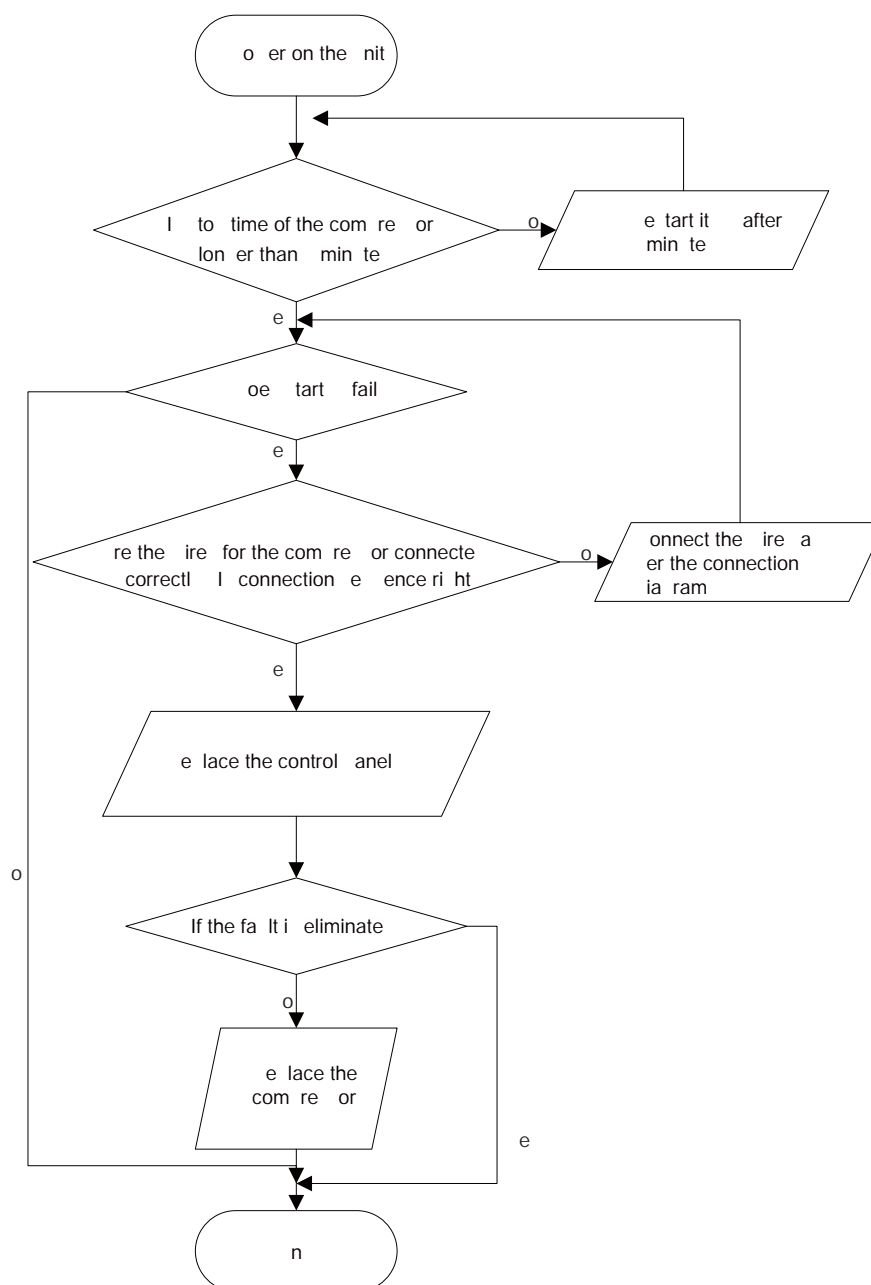 o er on the nit
I to time of the com re or
lon er than min te
o
e tart it after
min te
e
oe tart fail
e
re the ire for the com re or connecte
correctl I connection e ence ri ht
o
onnect the ire a
er the connection
ia ram
e
e lace the control anel
o
If the fa lt i eliminate
o
e lace the
com re or
e
n